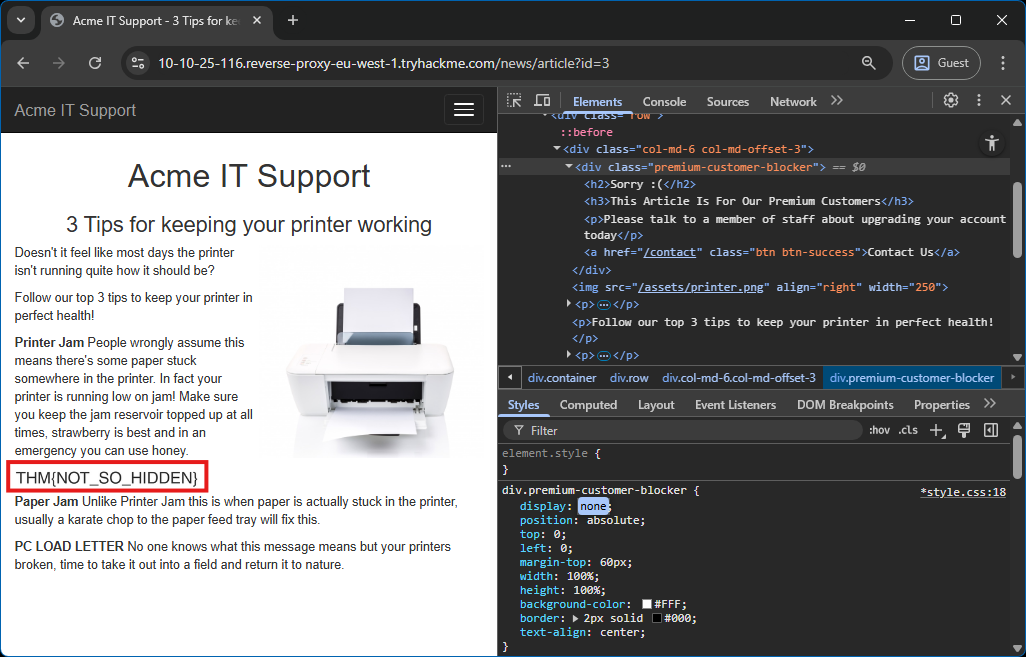 Acme IT Support - 3 Tips for ke
10-10-25-116.reverse-proxy-eu-west-1.tryhackme.com/news/article?id=3
Guest
Acme IT Support
Acme IT Support
3 Tips for keeping your printer working
Doesn't it feel like most days the printer
isn't running quite how it should be?
Follow our top 3 tips to keep your printer in
perfect health!
Printer Jam People wrongly assume this
means there's some paper stuck
somewhere in the printer. In fact your
printer is running low on jam! Make sure
you keep the jam reservoir topped up at all
times, strawberry is best and in an
emergency you can use honey.
THM{NOT_SO_HIDDEN}
Paper Jam Unlike Printer Jam this is when paper is actually stuck in the printer,
usually a karate chop to the paper feed tray will fix this.
PC LOAD LETTER No one knows what this message means but your printers
broken, time to take it out into a field and return it to nature.
Elements Console Sources Network
<div class="row">
::before
<div class="col-md-6 col-md-offset-3">
<div class="premium-customer-blocker"> == $0
<h2>Sorry :(</h2>
<h3>This Article Is For Our Premium Customers</h3>
<p>Please talk to a member of staff about upgrading your account
today</p>
<a href="/contact" class="btn btn-success">Contact Us</a>
</div>
<img src="/assets/printer.png" align="right" width="250">
<p>…</p>
<p>Follow our top 3 tips to keep your printer in perfect health!
</p>
<p>…</p>
div.container div.row div.col-md-6.col-md-offset-3 div.premium-customer-blocker
Styles Computed Layout Event Listeners DOM Breakpoints Properties
Filter :hov .cls
element.style {
}
div.premium-customer-blocker { *style.css:18
display: none;
position: absolute;
top: 0;
left: 0;
margin-top: 60px;
width: 100%;
height: 100%;
background-color: #FFF;
border: 2px solid #000;
text-align: center;
}